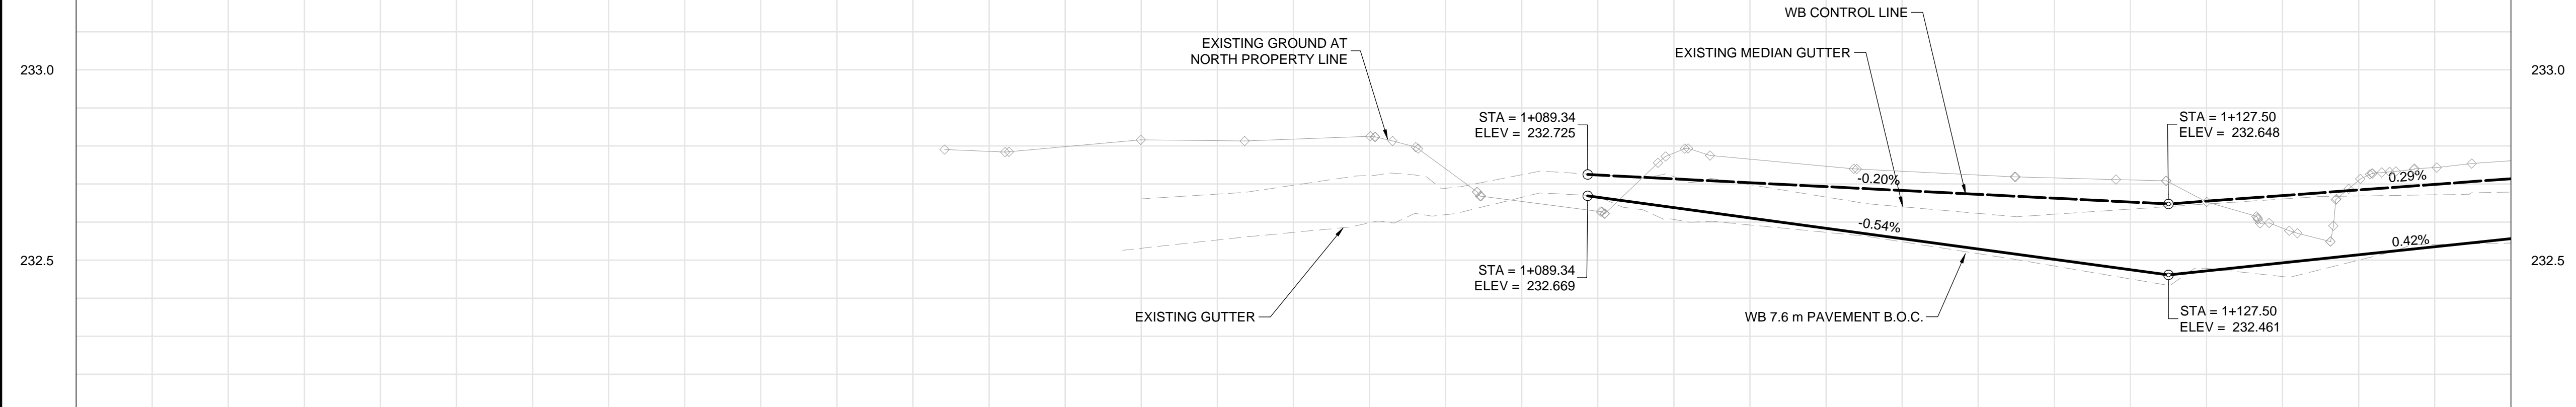 WB CONTROL LINE
EXISTING GROUND AT
NORTH PROPERTY LINE
EXISTING MEDIAN GUTTER
233.0
233.0
STA = 1+089.34
ELEV = 232.725
STA = 1+127.50
ELEV = 232.648
-0.20%
0.29%
-0.54%
0.42%
232.5
232.5
STA = 1+089.34
ELEV = 232.669
EXISTING GUTTER
WB 7.6 m PAVEMENT B.O.C.
STA = 1+127.50
ELEV = 232.461